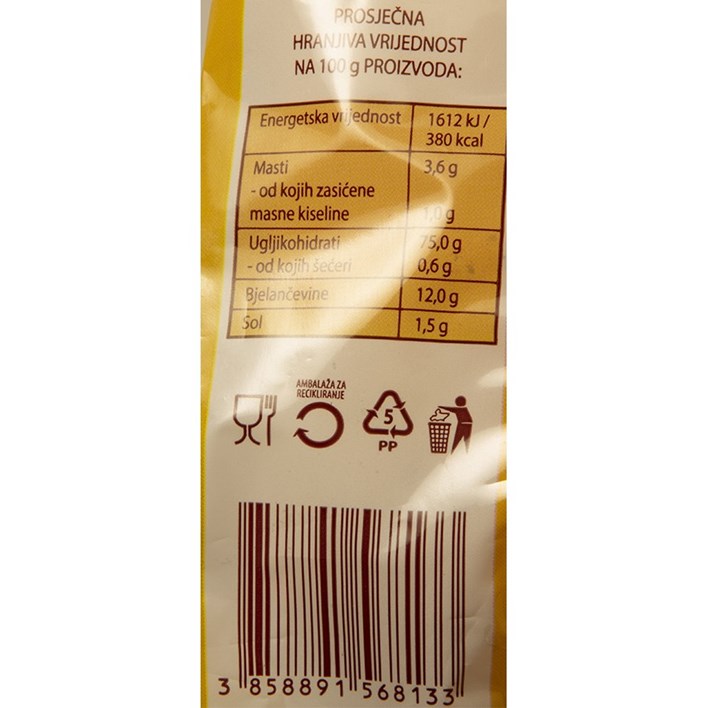 PROSJEČNA
HRANJIVA VRIJEDNOST
NA 100 g PROIZVODA:
Energetska vrijednost 1612 kJ /
380 kcal
Masti 3,6 g
- od kojih zasićene
masne kiseline 1,0 g
Ugljikohidrati 75,0 g
- od kojih šećeri 0,6 g
Bjelančevine 12,0 g
Sol 1,5 g
AMBALAŽA ZA
RECIKLIRANJE
5
PP
3 858891 568133